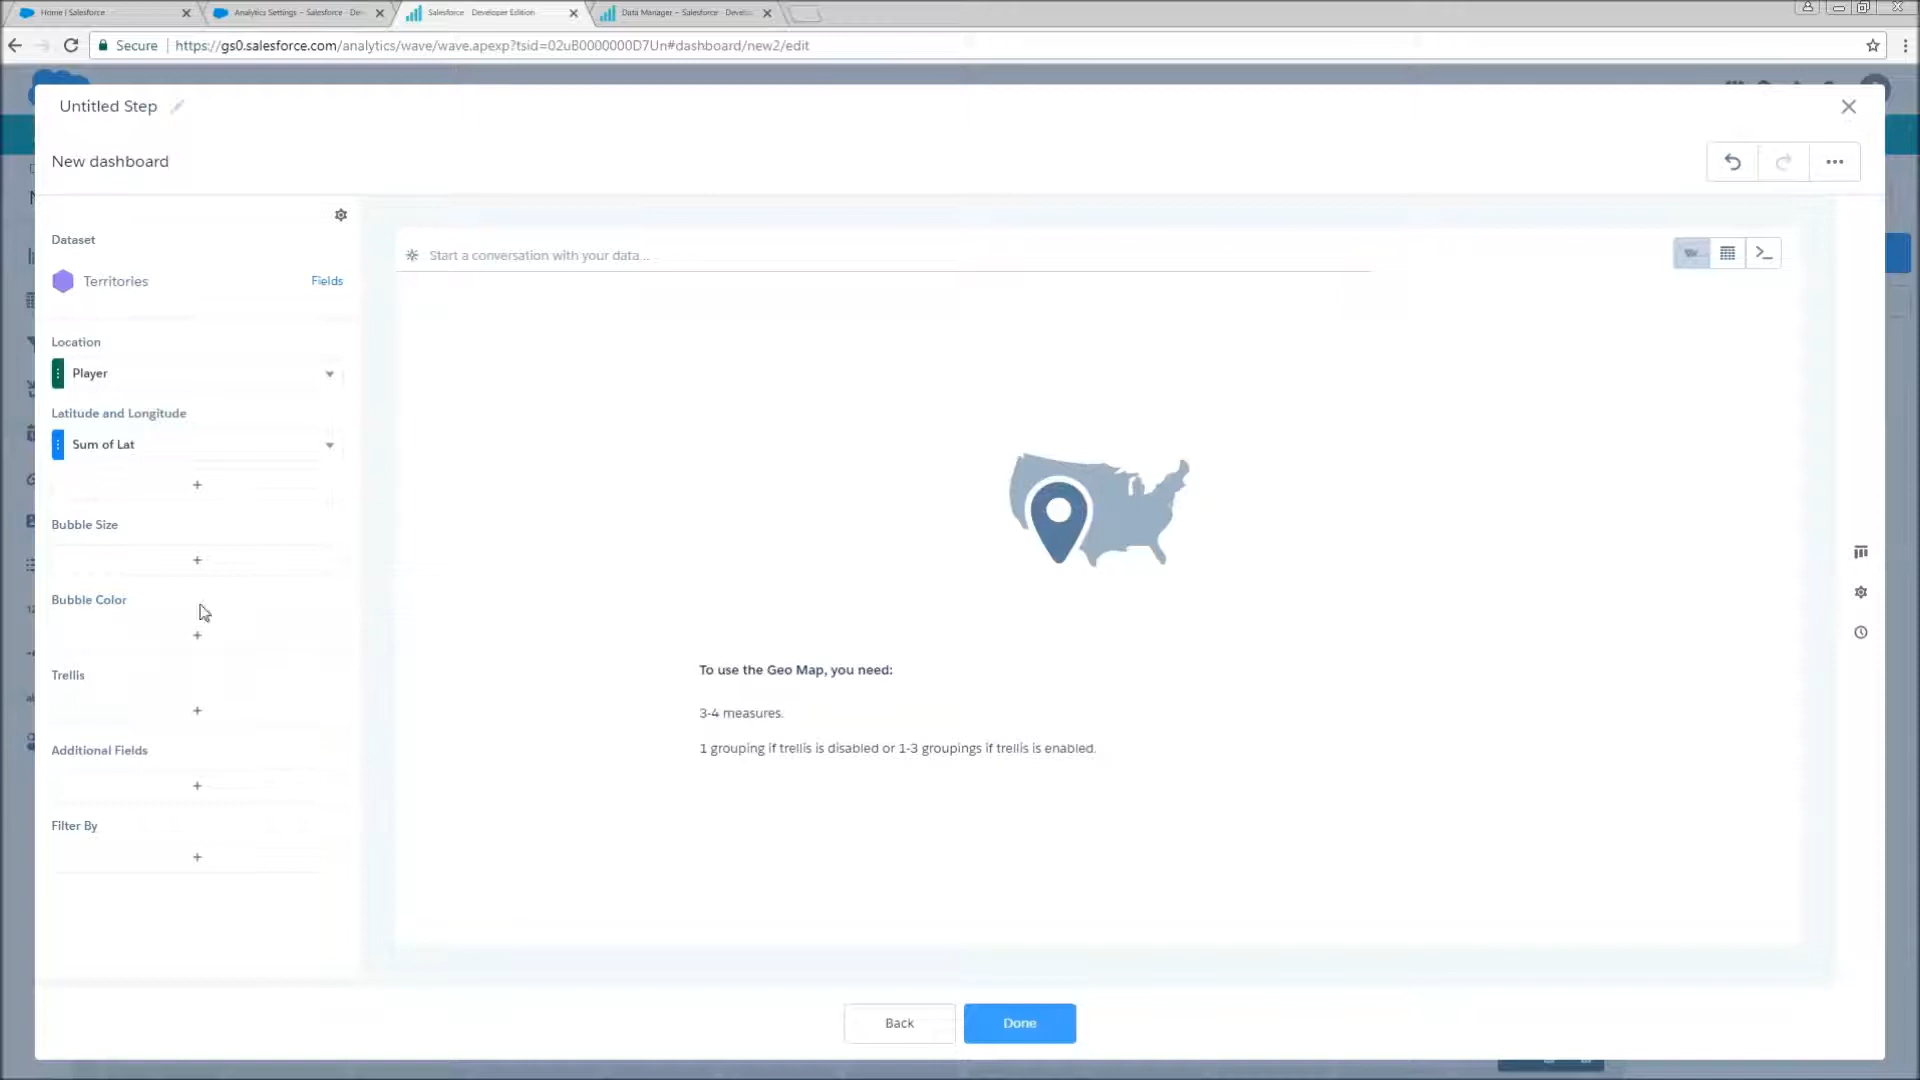 Home | Salesforce
Analytics Settings - Salesforce - De
Salesforce - Developer Edition
Data Manager - Salesforce - Devel
Secure
https://gs0.salesforce.com/analytics/wave/wave.apexp?tsid=02uB0000000D7Un#dashboard/new2/edit
Untitled Step
New dashboard
Dataset
Start a conversation with your data...
Territories
Fields
Location
Player
Latitude and Longitude
Sum of Lat
+
Bubble Size
+
Bubble Color
+
To use the Geo Map, you need:
Trellis
3-4 measures.
+
1 grouping if trellis is disabled or 1-3 groupings if trellis is enabled.
Additional Fields
+
Filter By
+
Back
Done